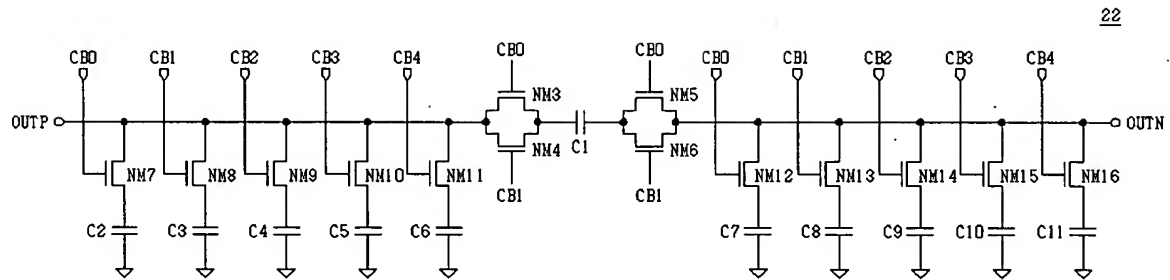 22
CB0 CB1 CB2 CB3 CB4 CB0 CB0 CB0 CB1 CB2 CB3 CB4
NM3 NM5
OUTP C1 OUTN
NM4 NM6
NM7 NM8 NM9 NM10 NM11 CB1 CB1 NM12 NM13 NM14 NM15 NM16
C2 C3 C4 C5 C6 C7 C8 C9 C10 C11